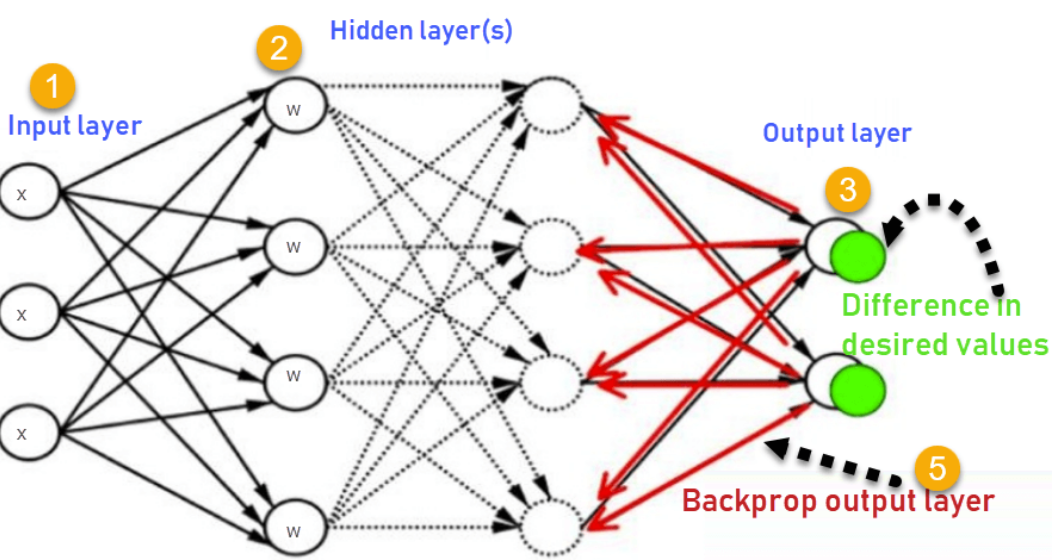 Hidden layer(s)
2
1
Input layer
w
Output layer
3
x
w
x
Difference in
desired values
w
x
5
Backprop output layer
w